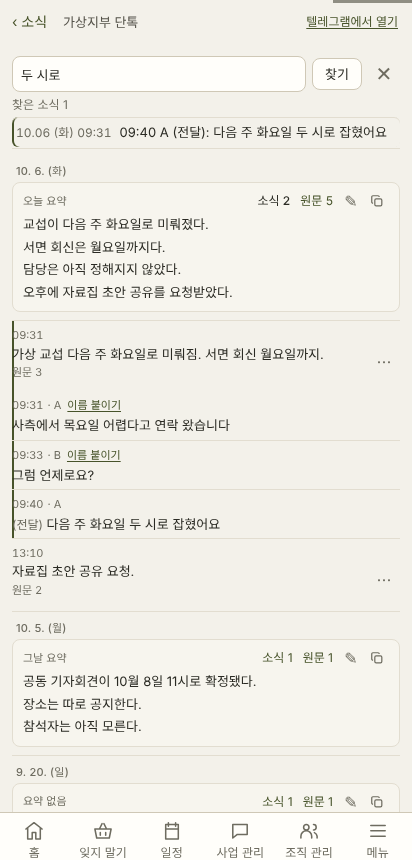 ‹ 소식 가상지부 단톡 텔레그램에서 열기
두 시로 찾기 ✕
찾은 소식 1
10.06 (화) 09:31 09:40 A (전달): 다음 주 화요일 두 시로 잡혔어요
10. 6. (화)
오늘 요약 소식 2 원문 5
교섭이 다음 주 화요일로 미뤄졌다.
서면 회신은 월요일까지다.
담당은 아직 정해지지 않았다.
오후에 자료집 초안 공유를 요청받았다.
09:31
가상 교섭 다음 주 화요일로 미뤄짐. 서면 회신 월요일까지.
원문 3
…
09:31 · A 이름 붙이기
사측에서 목요일 어렵다고 연락 왔습니다
09:33 · B 이름 붙이기
그럼 언제로요?
09:40 · A
(전달) 다음 주 화요일 두 시로 잡혔어요
13:10
자료집 초안 공유 요청.
원문 2
…
10. 5. (월)
그날 요약 소식 1 원문 1
공통 기자회견이 10월 8일 11시로 확정됐다.
장소는 따로 공지한다.
참석자는 아직 모른다.
9. 20. (일)
요약 없음 소식 1 원문 1
홈 잊지 말기 일정 사업 관리 조직 관리 메뉴